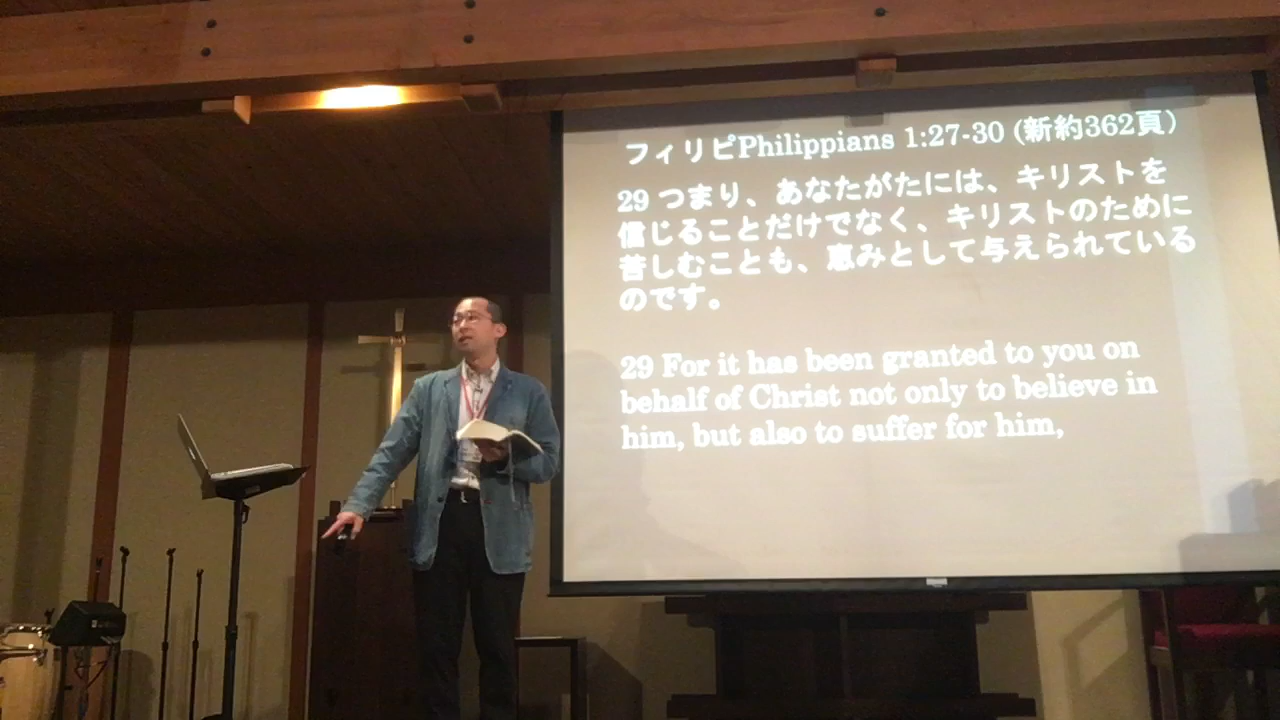 フィリピPhilippians 1:27-30 (新約362頁)
29 つまり、あなたがたには、キリストを
信じることだけでなく、キリストのために
苦しむことも、恵みとして与えられている
のです。
29 For it has been granted to you on
behalf of Christ not only to believe in
him, but also to suffer for him,